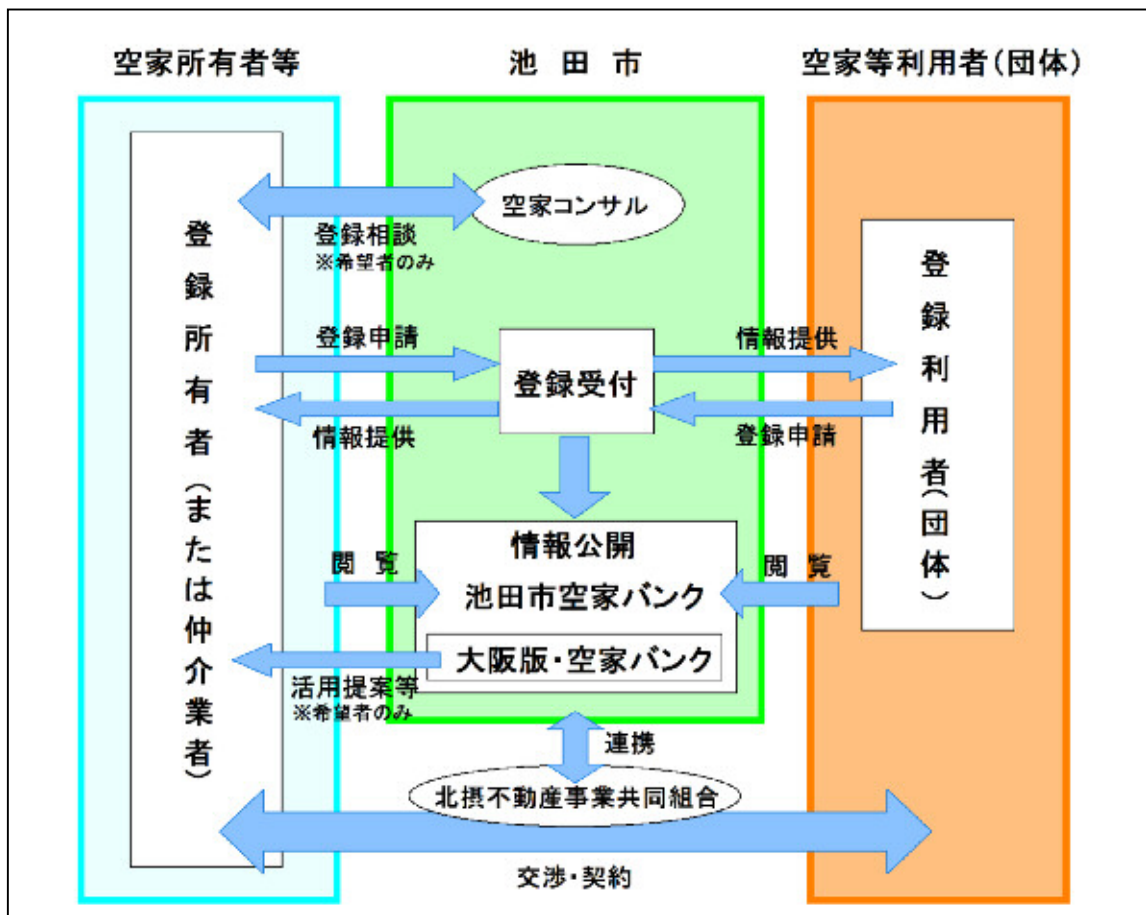 空家所有者等
池田市
空家等利用者(団体)
空家コンサル
登録相談
※希望者のみ
登録所有者(または仲介業者)
登録利用者(団体)
登録申請
情報提供
登録受付
情報提供
登録申請
情報公開
閲覧
閲覧
池田市空家バンク
大阪版・空家バンク
活用提案等
※希望者のみ
連携
北摂不動産事業共同組合
交渉・契約